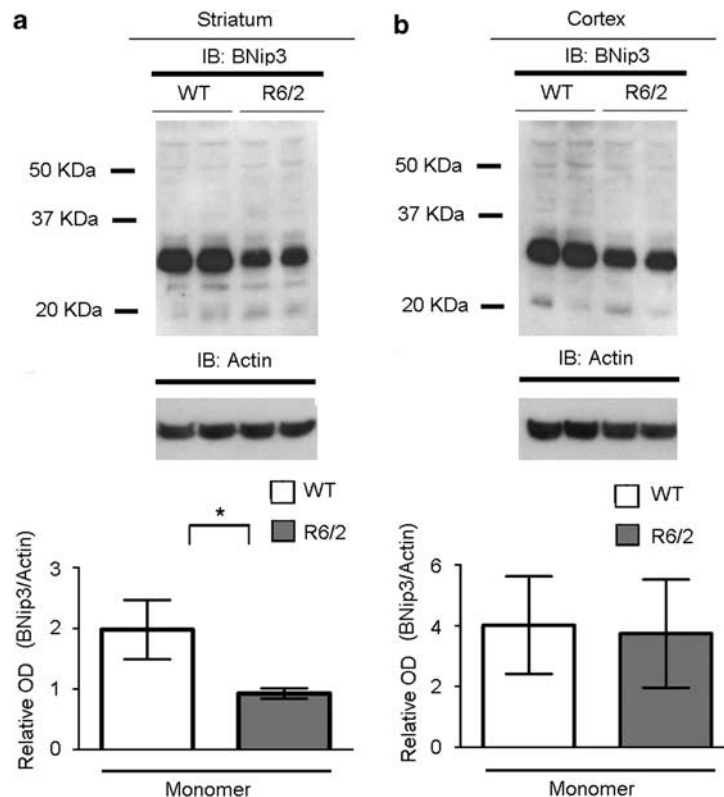 a
Striatum
IB: BNip3
WT R6/2
50 KDa
37 KDa
20 KDa
IB: Actin
WT
R6/2
*
Relative OD (BNip3/Actin)
3
2
1
0
Monomer
b
Cortex
IB: BNip3
WT R6/2
50 KDa
37 KDa
20 KDa
IB: Actin
WT
R6/2
Relative OD (BNip3/Actin)
6
4
2
0
Monomer